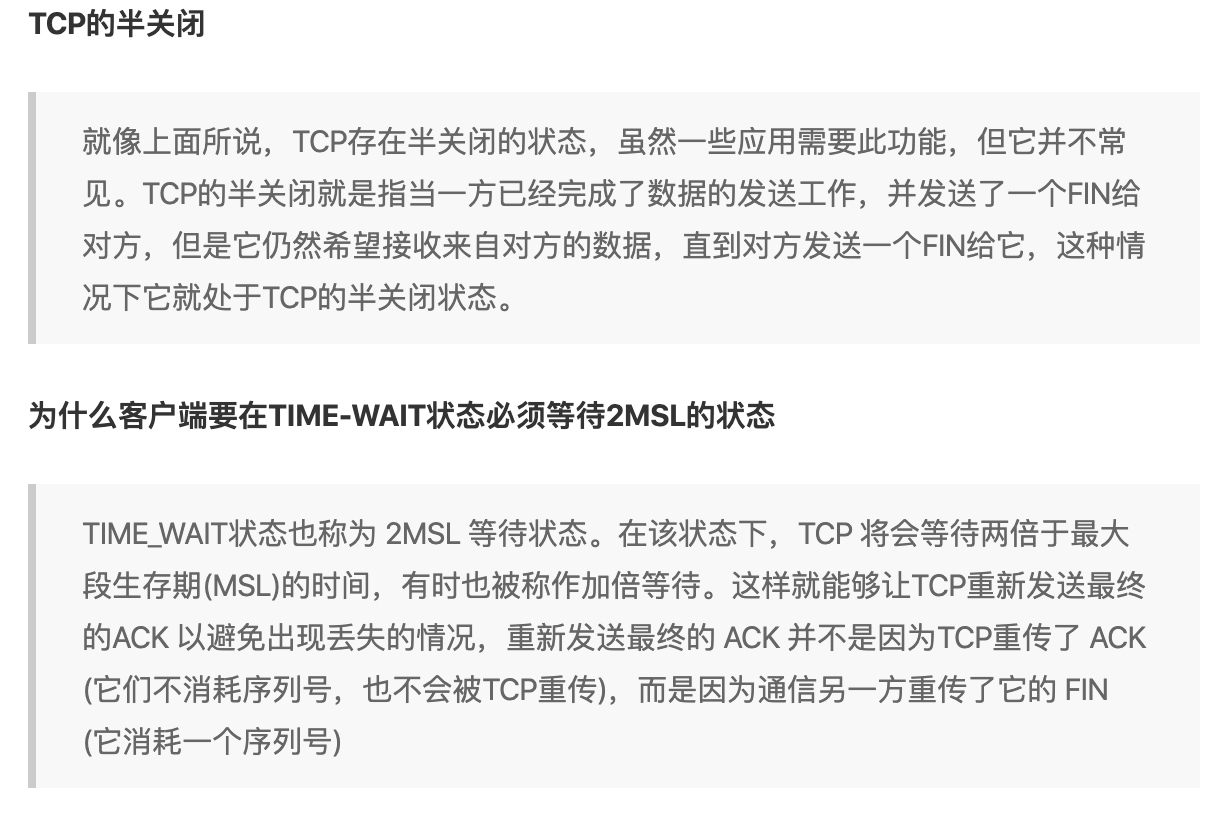 TCP的半关闭
就像上面所说，TCP存在半关闭的状态，虽然一些应用需要此功能，但它并不常
见。TCP的半关闭就是指当一方已经完成了数据的发送工作，并发送了一个FIN给
对方，但是它仍然希望接收来自对方的数据，直到对方发送一个FIN给它，这种情
况下它就处于TCP的半关闭状态。
为什么客户端要在TIME-WAIT状态必须等待2MSL的状态
TIME_WAIT状态也称为 2MSL 等待状态。在该状态下，TCP 将会等待两倍于最大
段生存期(MSL)的时间，有时也被称作加倍等待。这样就能够让TCP重新发送最终
的ACK 以避免出现丢失的情况，重新发送最终的 ACK 并不是因为TCP重传了 ACK
(它们不消耗序列号，也不会被TCP重传)，而是因为通信另一方重传了它的 FIN
(它消耗一个序列号)